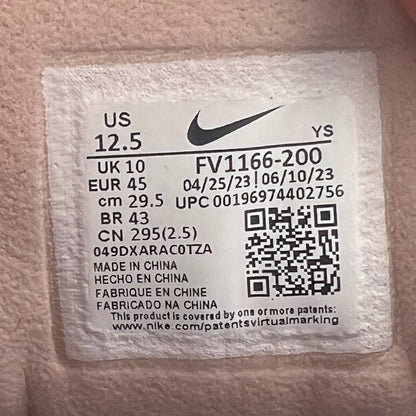 US
12.5
YS
UK 10
FV1166-200
EUR 45
04/25/23|06/10/23
cm 29.5
UPC 00196974402756
BR 43
CN 295(2.5)
049DXARAC0TZA
MADE IN CHINA
HECHO EN CHINA
FABRIQUE EN CHINE
FABRICADO NA CHINA
This product is covered by one or more patents. See
www.nike.com/patentsvirtualmarking